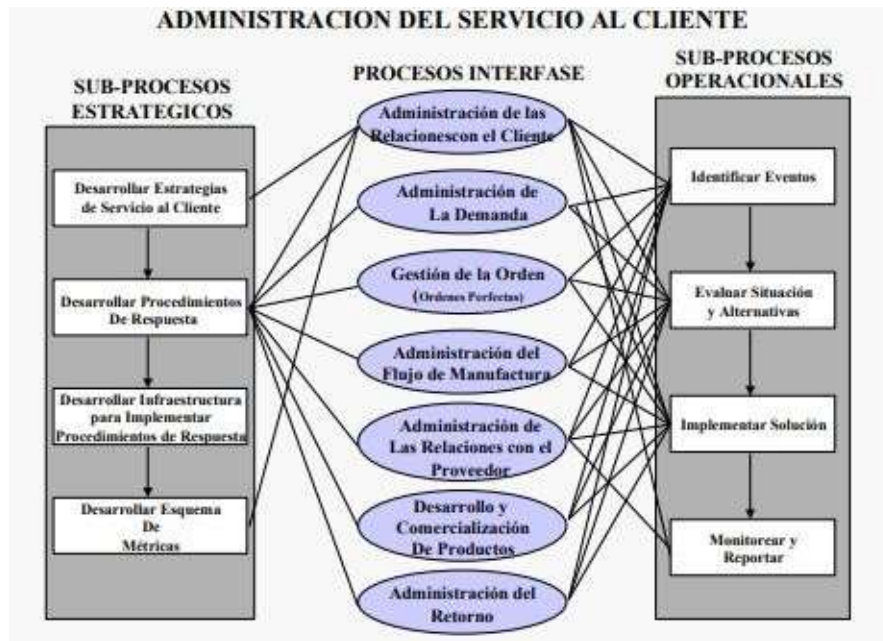 ADMINISTRACION DEL SERVICIO AL CLIENTE
SUB-PROCESOS
ESTRATEGICOS
Desarrollar Estrategias
de Servicio al Cliente
Desarrollar Procedimientos
De Respuesta
Desarrollar Infraestructura
para Implementar
Procedimientos de Respuesta
Desarrollar Esquema
De
Métricas
PROCESOS INTERFASE
Administración de las
Relacionescon el Cliente
Administración de
La Demanda
Gestión de la Orden
(Ordenes Perfectas)
Administración del
Flujo de Manufactura
Administración de
Las Relaciones con el
Proveedor
Desarrollo y
Comercialización
De Productos
Administración del
Retorno
SUB-PROCESOS
OPERACIONALES
Identificar Eventos
Evaluar Situación
y Alternativas
Implementar Solución
Monitorear y
Reportar